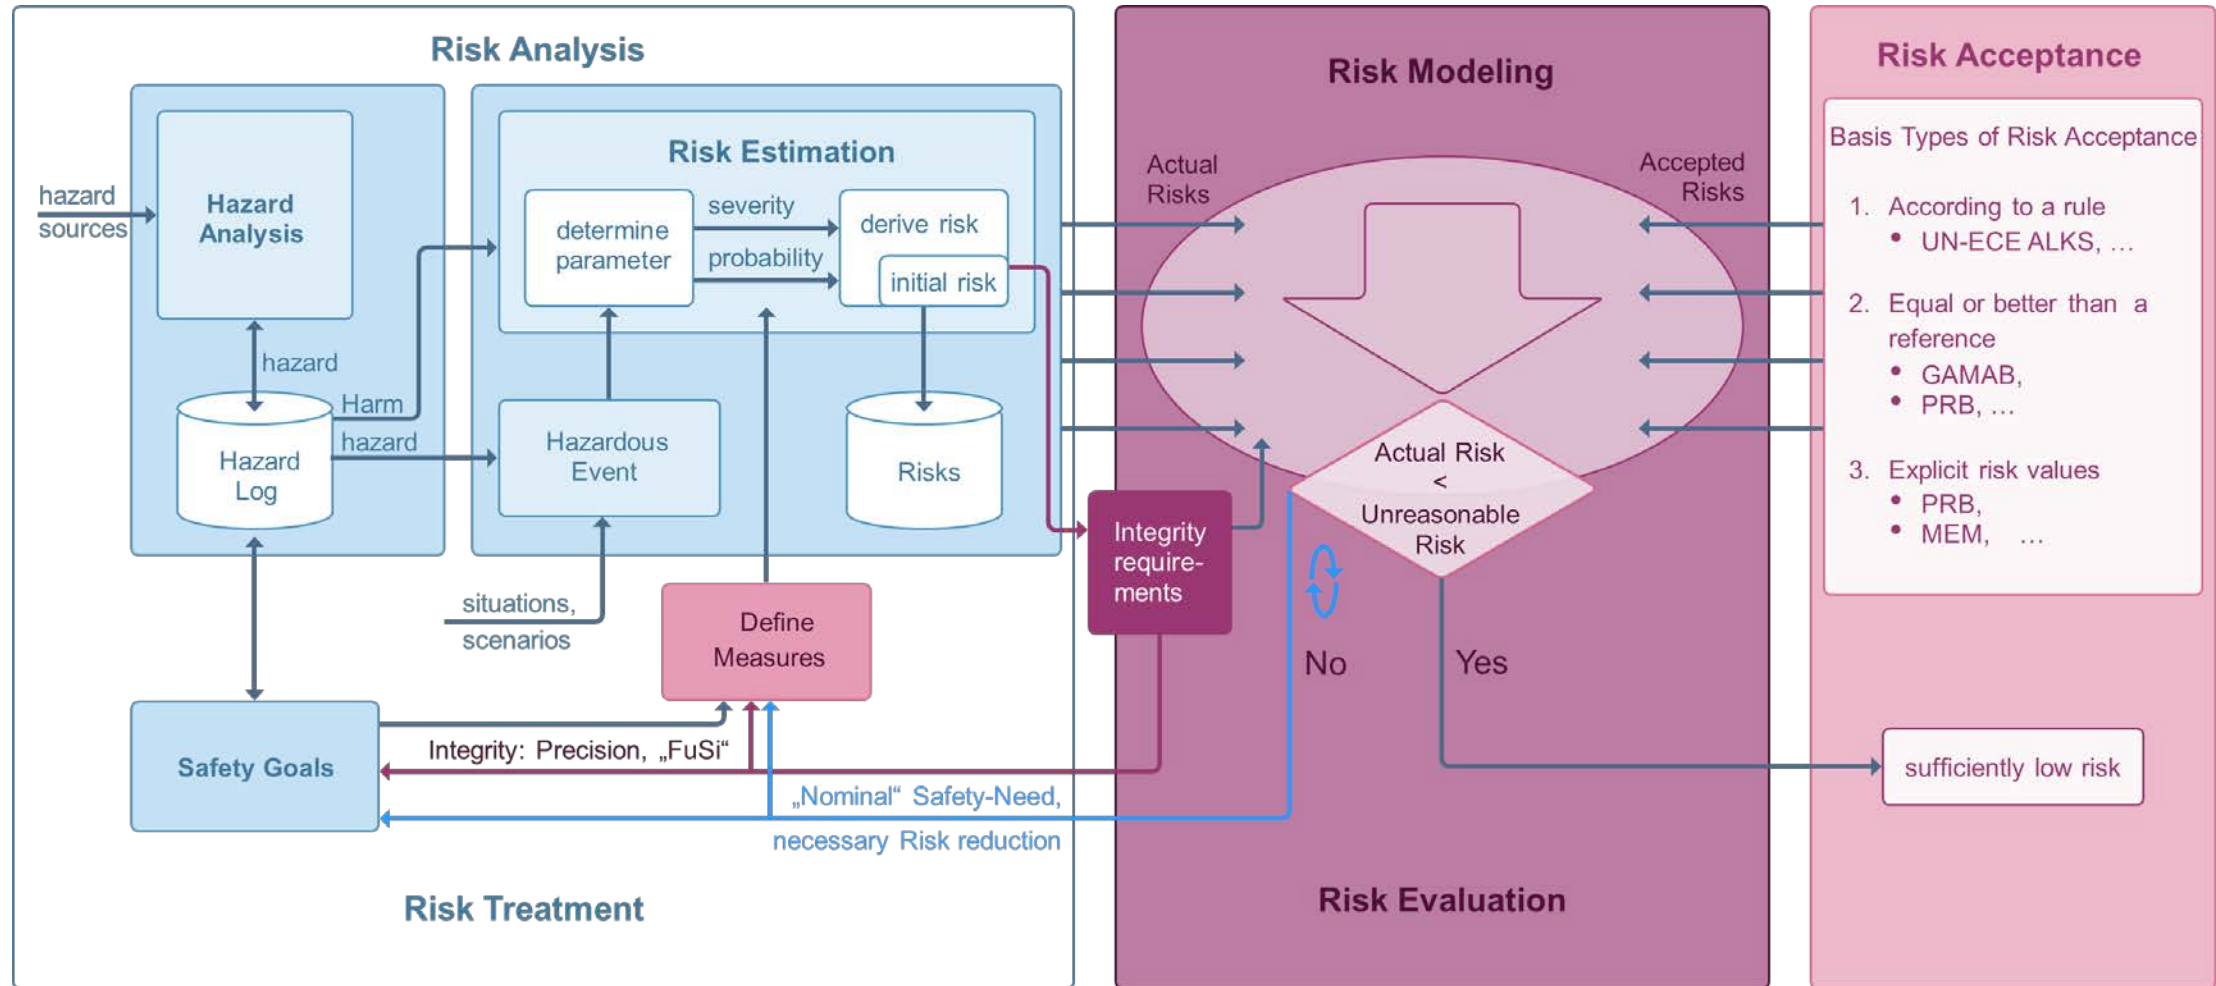 Risk Analysis
hazard
sources
Hazard
Analysis
hazard
Harm
hazard
Hazard
Log
Risk Estimation
determine
parameter
severity
probability
derive risk
initial risk
Hazardous
Event
Risks
situations,
scenarios
Define
Measures
Safety Goals
Integrity: Precision, „FuSi“
„Nominal“ Safety-Need,
necessary Risk reduction
Risk Treatment
Risk Modeling
Actual
Risks
Accepted
Risks
Actual Risk
<
Unreasonable
Risk
Integrity
require-
ments
No
Yes
Risk Evaluation
Risk Acceptance
Basis Types of Risk Acceptance
1. According to a rule
• UN-ECE ALKS, ...
2. Equal or better than a
reference
• GAMAB,
• PRB, ...
3. Explicit risk values
• PRB,
• MEM, ...
sufficiently low risk